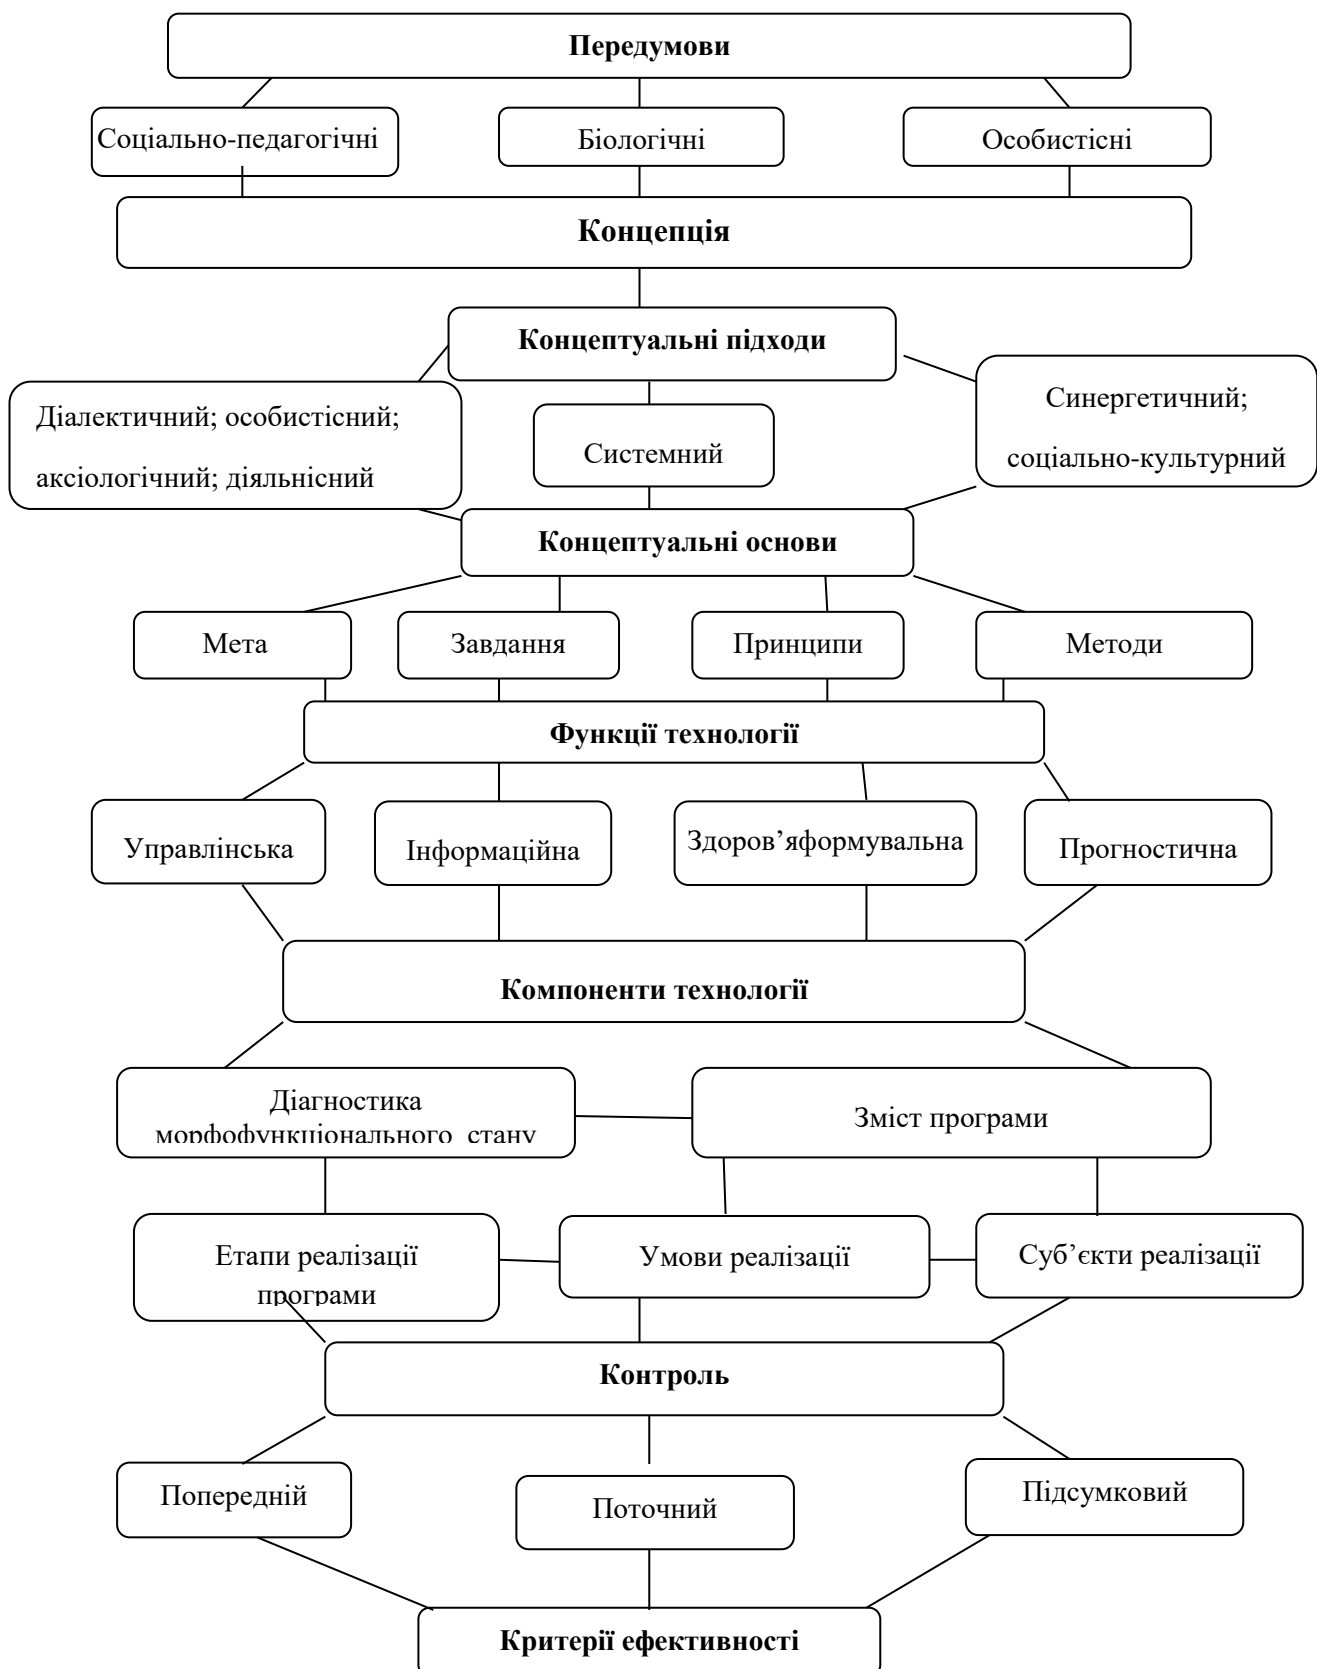 Передумови
Соціально-педагогічні
Біологічні
Особистісні
Концепція
Концептуальні підходи
Діалектичний; особистісний;
аксіологічний; діяльнісний
Системний
Синергетичний;
соціально-культурний
Концептуальні основи
Мета
Завдання
Принципи
Методи
Функції технології
Управлінська
Інформаційна
Здоров’яформувальна
Прогностична
Компоненти технології
Діагностика
морфофункціонального стану
Зміст програми
Етапи реалізації
програми
Умови реалізації
Суб’єкти реалізації
Контроль
Попередній
Поточний
Підсумковий
Критерії ефективності